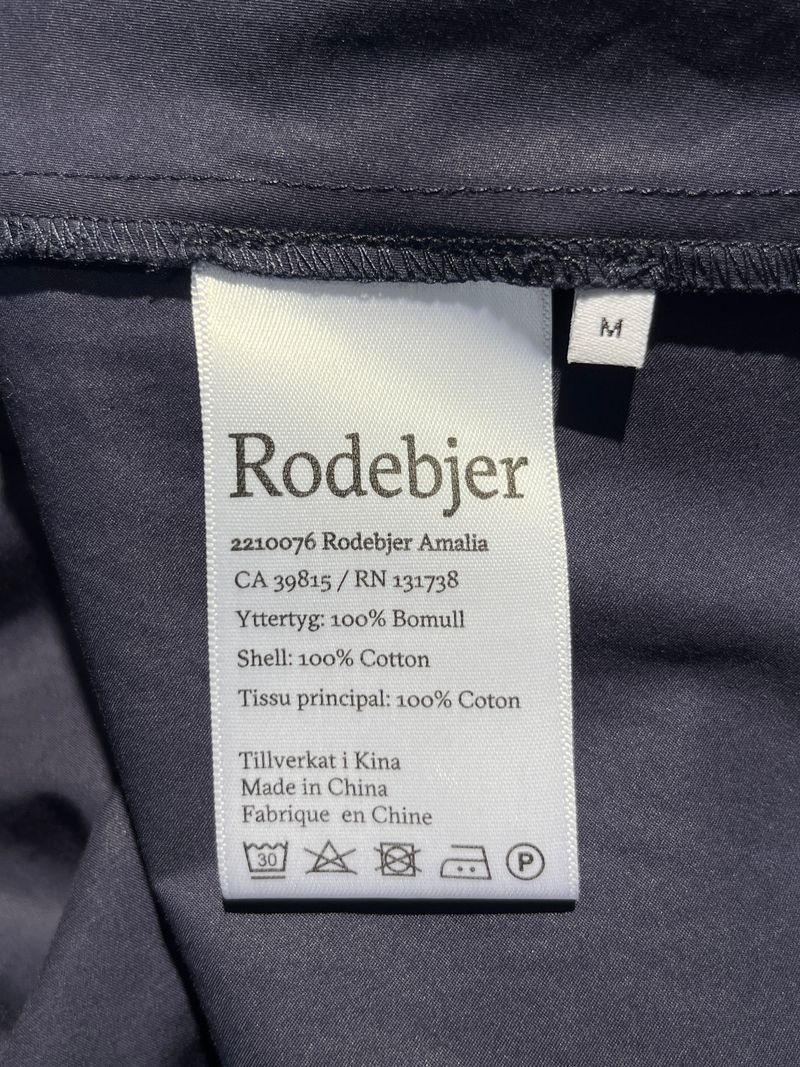 M
Rodebjer
2210076 Rodebjer Amalia
CA 39815 / RN 131738
Yttertyg: 100% Bomull
Shell: 100% Cotton
Tissu principal: 100% Coton
Tillverkat i Kina
Made in China
Fabrique en Chine
30 P